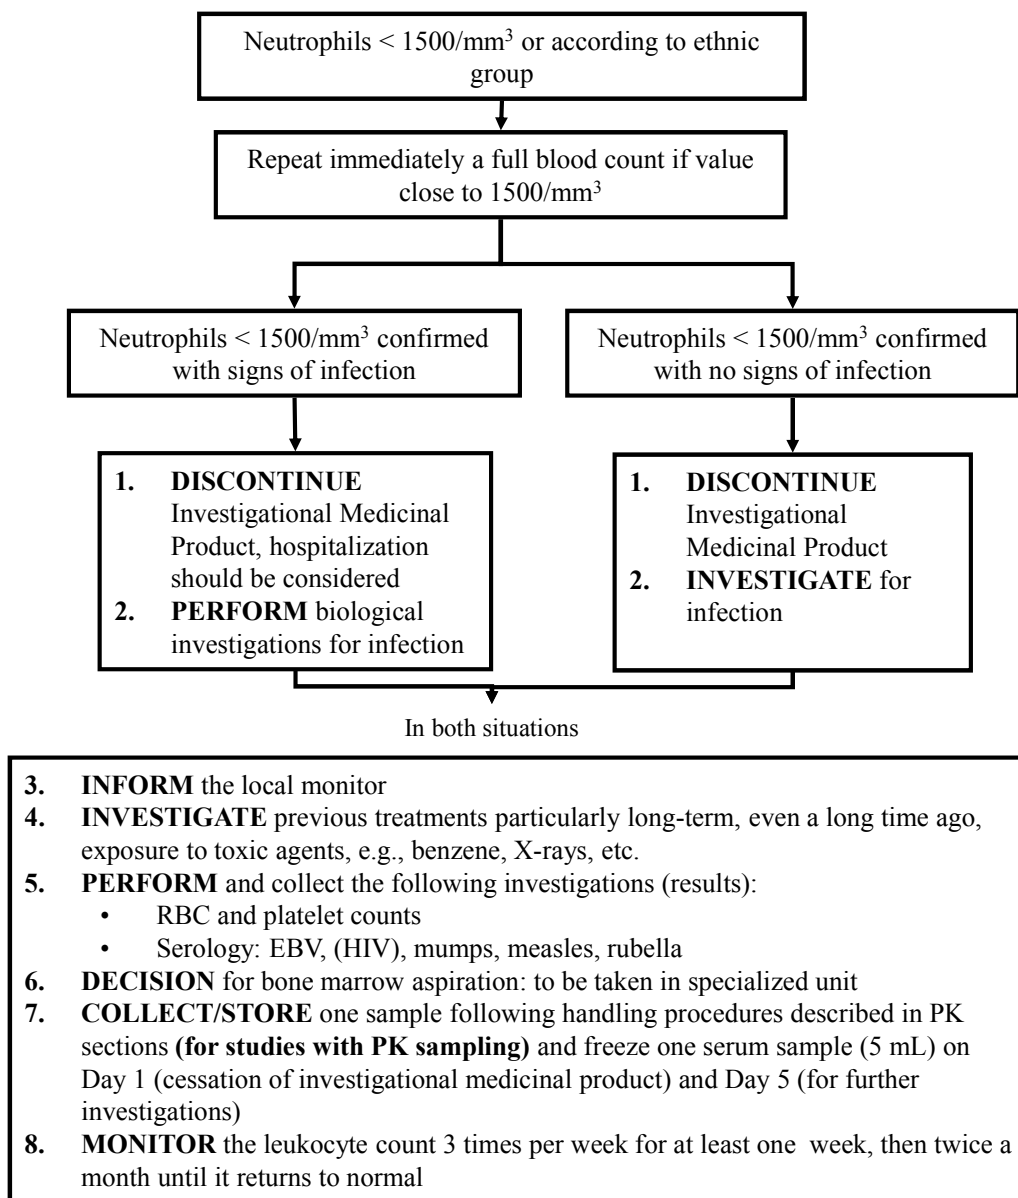 Neutrophils < 1500/mm³ or according to ethnic
group
Repeat immediately a full blood count if value
close to 1500/mm³
Neutrophils < 1500/mm³ confirmed
with signs of infection
Neutrophils < 1500/mm³ confirmed
with no signs of infection
1. DISCONTINUE
Investigational Medicinal
Product, hospitalization
should be considered
2. PERFORM biological
investigations for infection
1. DISCONTINUE
Investigational
Medicinal Product
2. INVESTIGATE for
infection
In both situations
3. INFORM the local monitor
4. INVESTIGATE previous treatments particularly long-term, even a long time ago,
exposure to toxic agents, e.g., benzene, X-rays, etc.
5. PERFORM and collect the following investigations (results):
• RBC and platelet counts
• Serology: EBV, (HIV), mumps, measles, rubella
6. DECISION for bone marrow aspiration: to be taken in specialized unit
7. COLLECT/STORE one sample following handling procedures described in PK
sections (for studies with PK sampling) and freeze one serum sample (5 mL) on
Day 1 (cessation of investigational medicinal product) and Day 5 (for further
investigations)
8. MONITOR the leukocyte count 3 times per week for at least one week, then twice a
month until it returns to normal